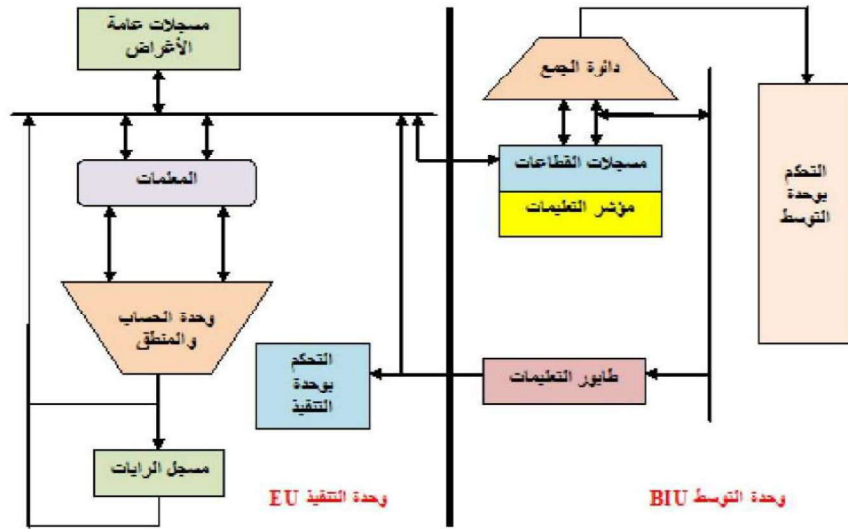 مسجلات عامة
الأغراض
دائرة الجمع
مسجلات القطاعات
مؤشر التعليمات
التحكم
بوحدة
التوسط
المعلمات
وحدة الحساب
والمنطق
التحكم
بوحدة
التنفيذ
طابور التعليمات
مسجل الرايات
وحدة التوسط BIU
وحدة التنفيذ EU